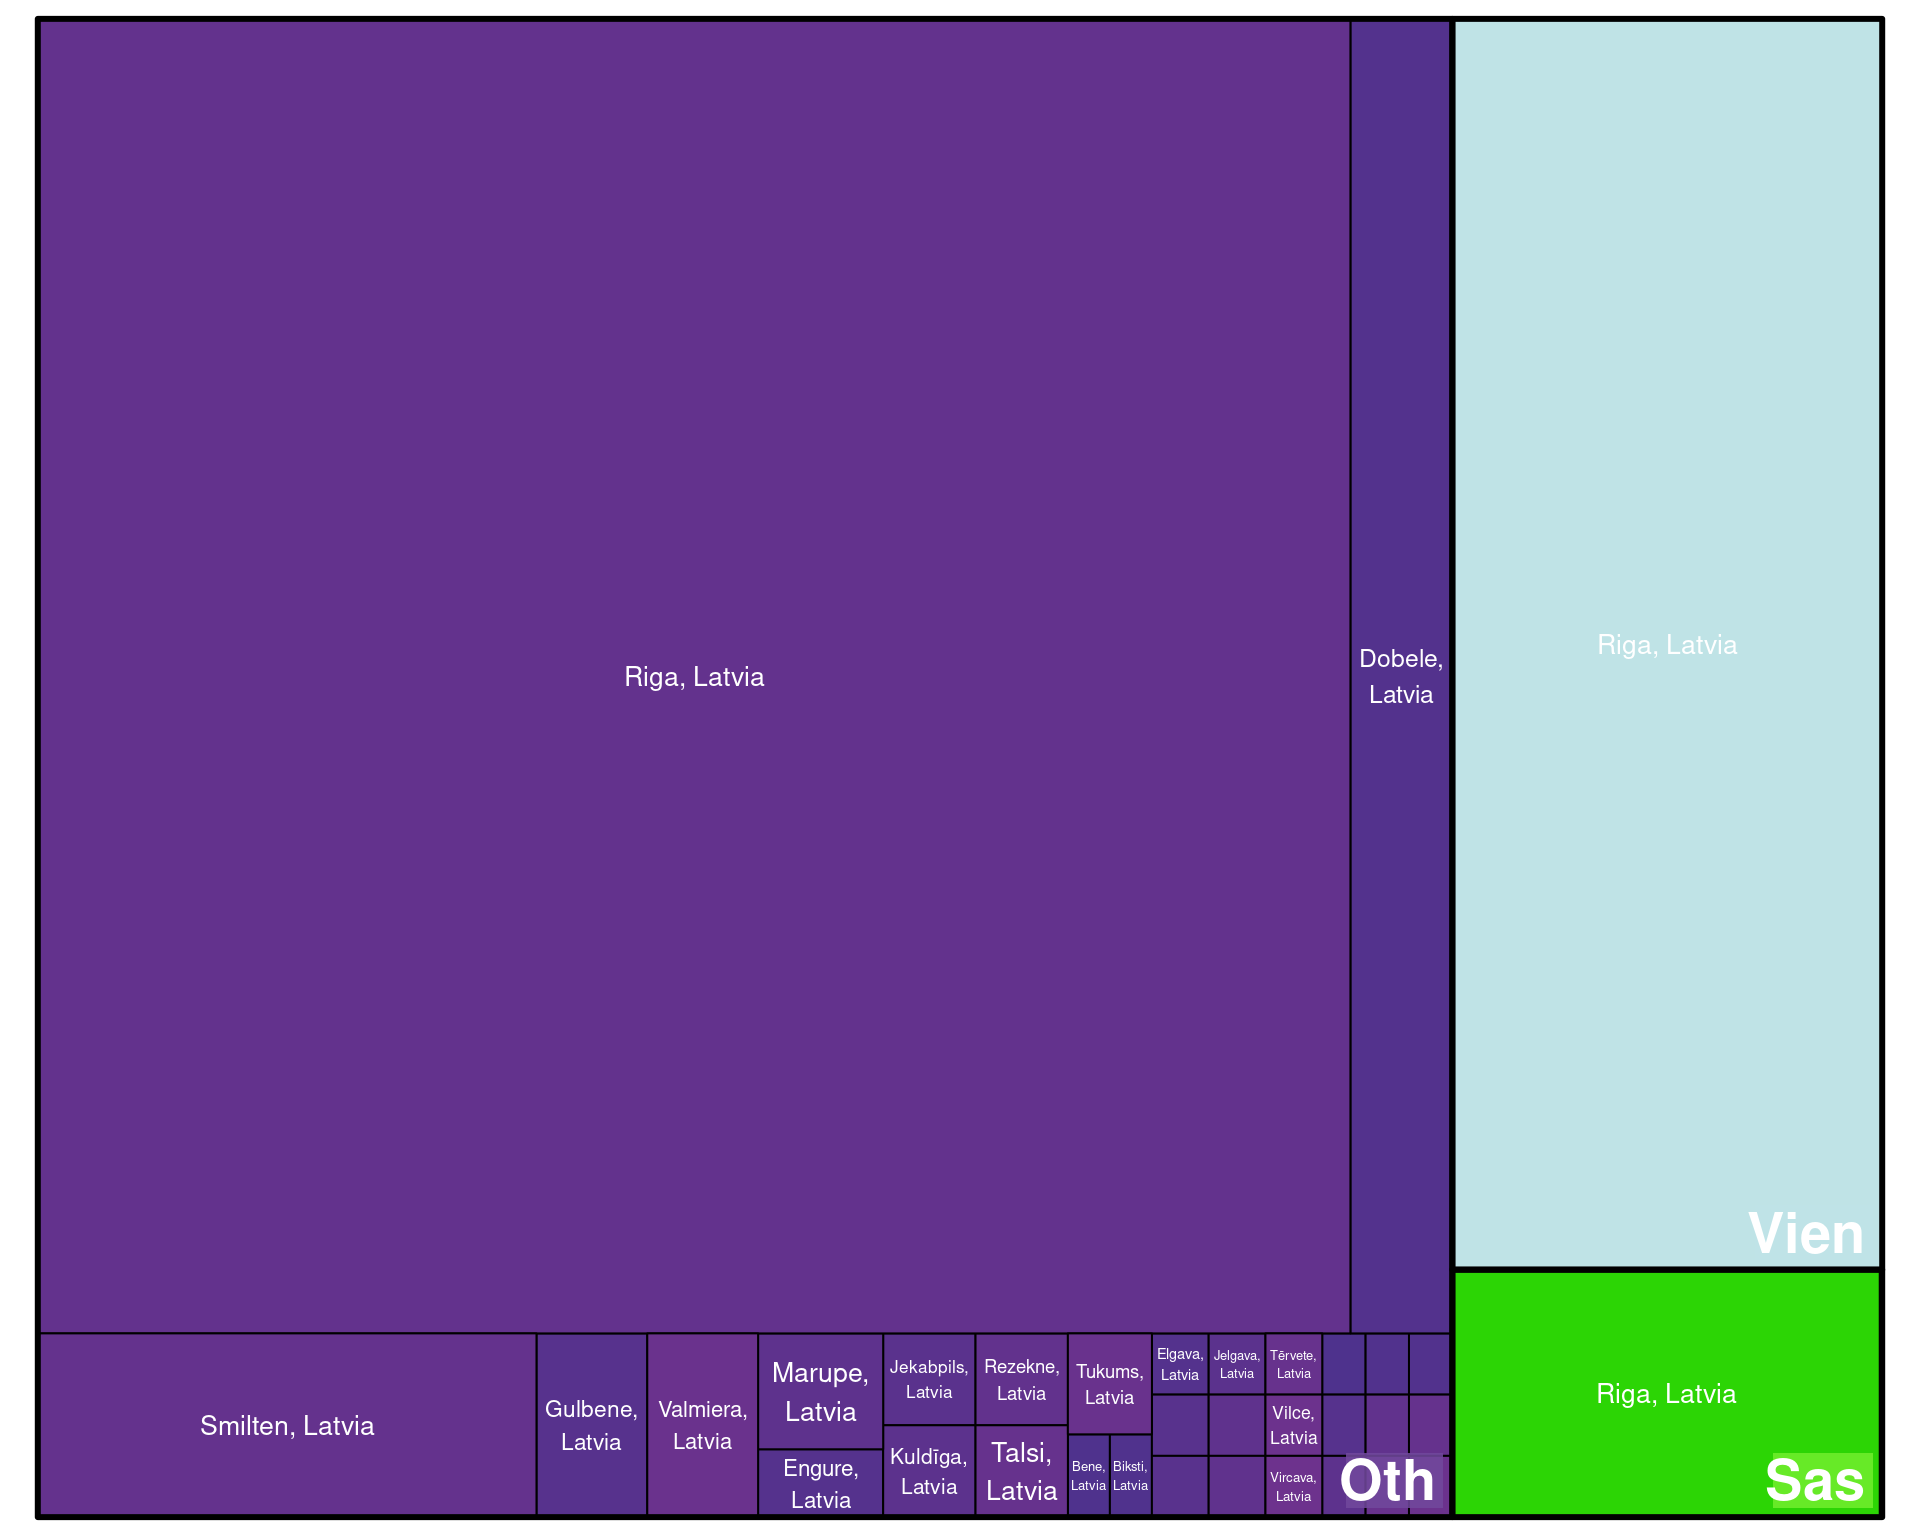 Riga, Latvia
Dobele,
Latvia
Riga, Latvia
Vien
Smilten, Latvia
Gulbene,
Latvia
Valmiera,
Latvia
Marupe,
Latvia
Engure,
Latvia
Jekabpils,
Latvia
Kuldīga,
Latvia
Rezekne,
Latvia
Talsi,
Latvia
Tukums,
Latvia
Bene,
Latvia
Biksti,
Latvia
Elgava,
Latvia
Jelgava,
Latvia
Tērvete,
Latvia
Vilce,
Latvia
Vircava,
Latvia
Oth
Riga, Latvia
Sas